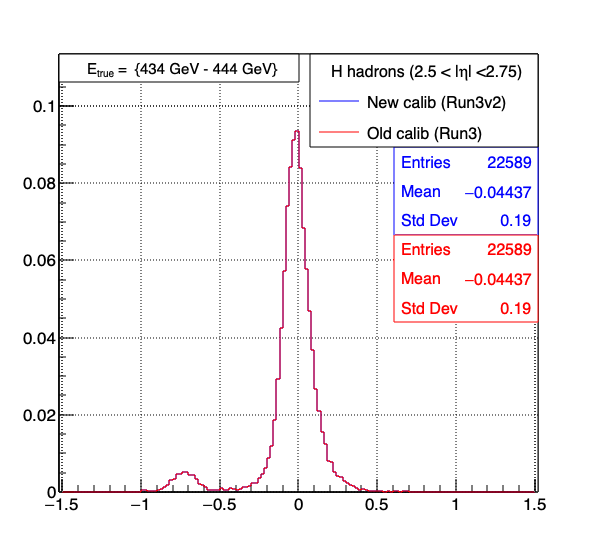 E_true = {434 GeV - 444 GeV}
H hadrons (2.5 < |η| <2.75)
New calib (Run3v2)
Old calib (Run3)
Entries 22589
Mean −0.04437
Std Dev 0.19
Entries 22589
Mean −0.04437
Std Dev 0.19
0.1
0.08
0.06
0.04
0.02
0
−1.5 −1 −0.5 0 0.5 1 1.5